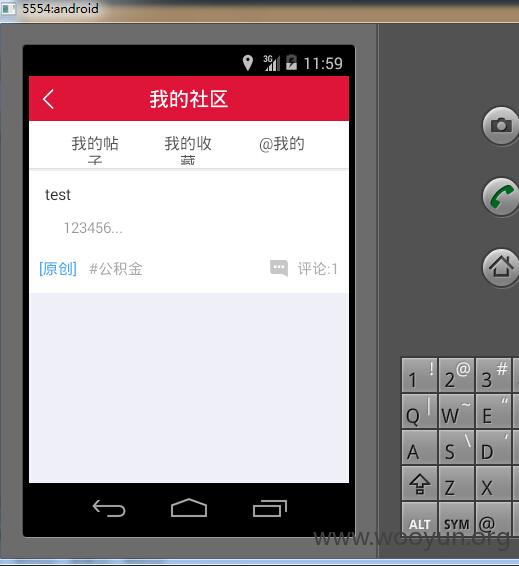 5554:android
3G 11:59
我的社区
我的帖子
我的收藏
@我的
test
123456...
[原创] #公积金 评论:1
1 ! 2 @ 3 #
Q | W ~ E “
A S \ D ‘
Z X
ALT SYM @
www.wooyun.org